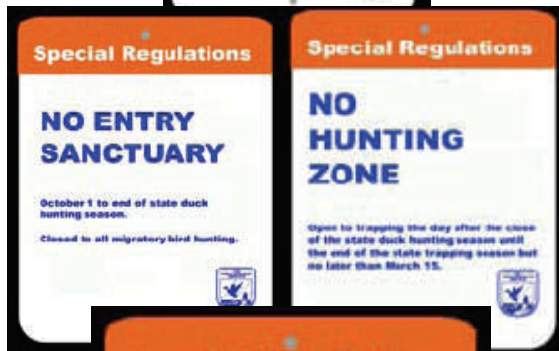 Special Regulations
NO ENTRY
SANCTUARY
October 1 to end of state duck
hunting season.
Closed to all migratory bird hunting.
Special Regulations
NO
HUNTING
ZONE
Open to trapping the day after the close
of the state duck hunting season until
the end of the state trapping season but
no later than March 15.